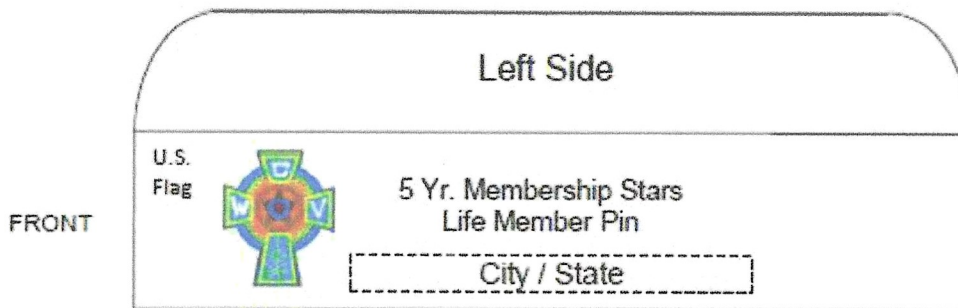 Left Side
U.S.
Flag
C
W V
5 Yr. Membership Stars
Life Member Pin
FRONT
City / State